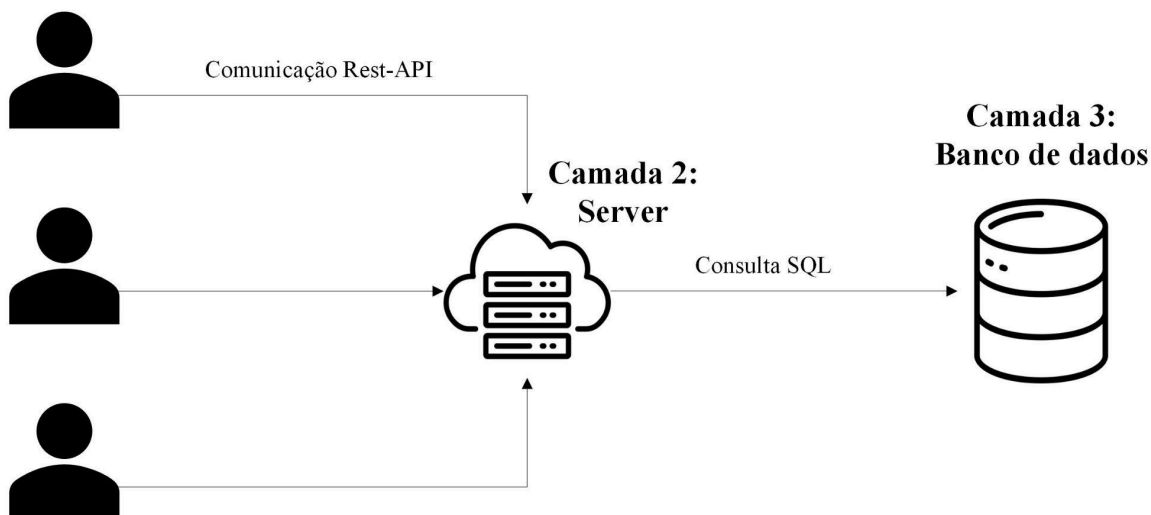 Comunicação Rest-API
Camada 2:
Server
Consulta SQL
Camada 3:
Banco de dados